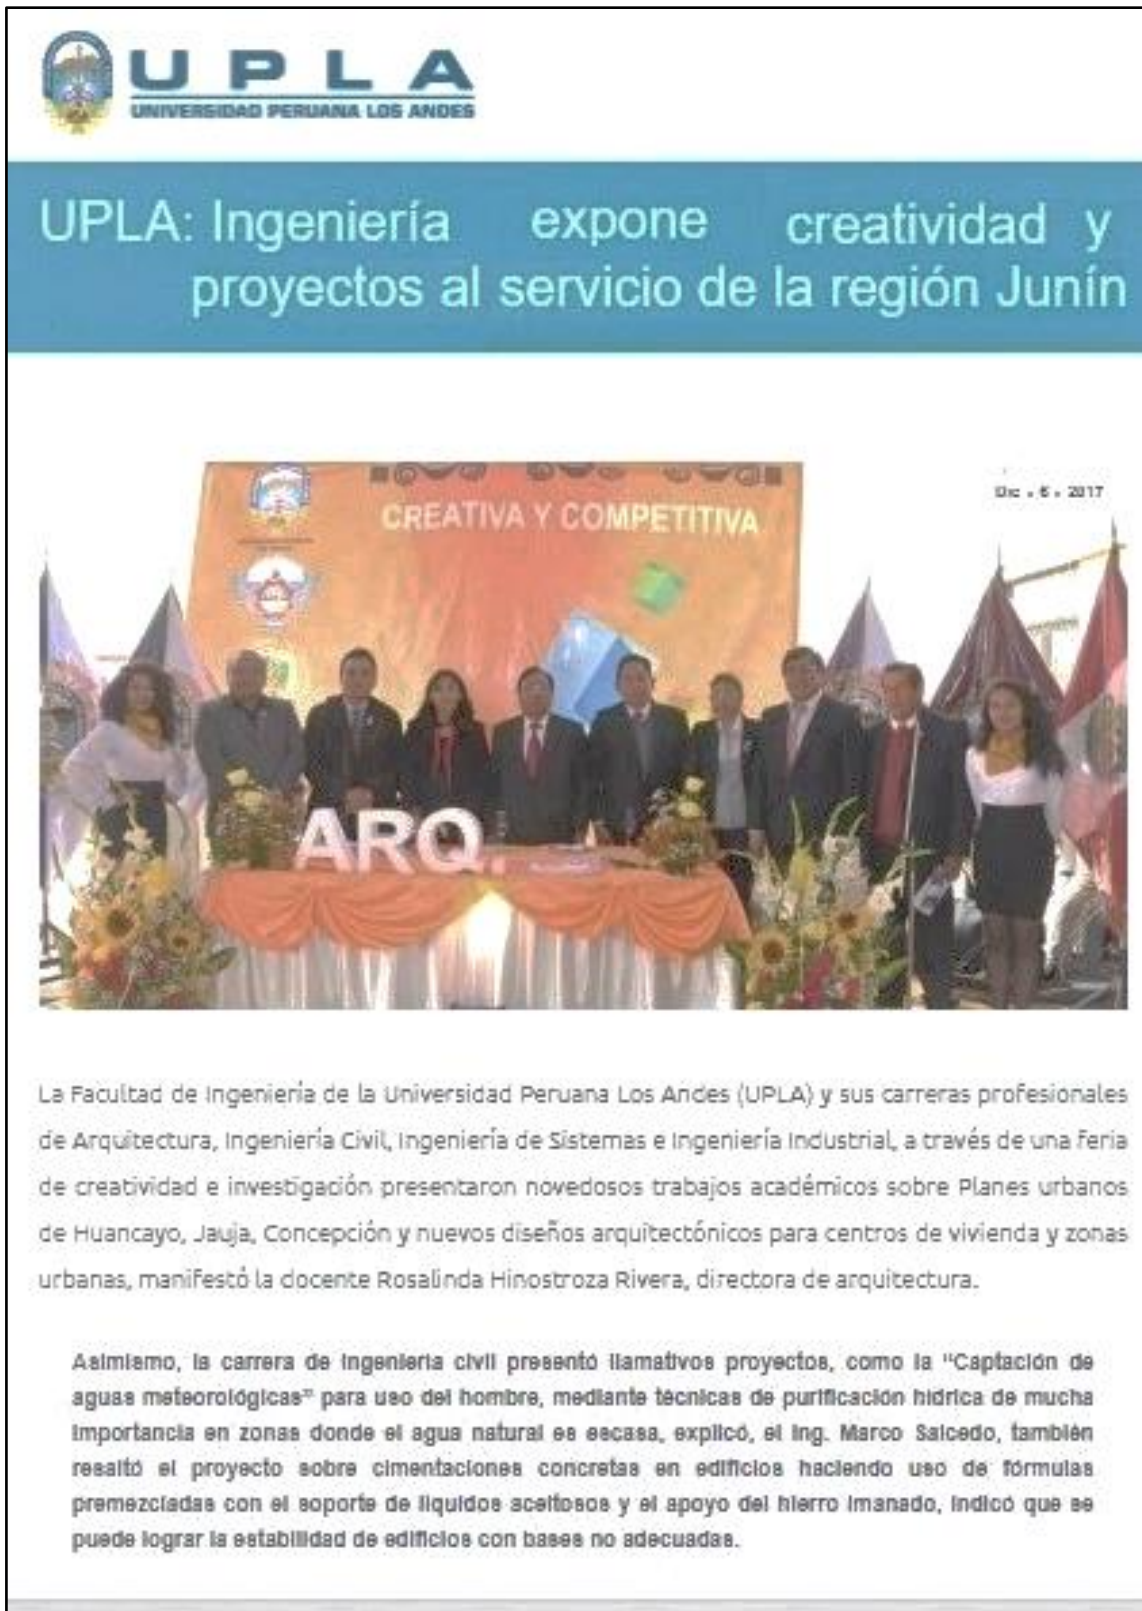 UPLA
UNIVERSIDAD PERUANA LOS ANDES
UPLA: Ingeniería expone creatividad y
proyectos al servicio de la región Junín
Dic . 6 . 2017
CREATIVA Y COMPETITIVA
ARQ.
La Facultad de Ingeniería de la Universidad Peruana Los Andes (UPLA) y sus carreras profesionales
de Arquitectura, Ingeniería Civil, Ingeniería de Sistemas e Ingeniería Industrial, a través de una feria
de creatividad e investigación presentaron novedosos trabajos académicos sobre Planes urbanos
de Huancayo, Jauja, Concepción y nuevos diseños arquitectónicos para centros de vivienda y zonas
urbanas, manifestó la docente Rosalinda Hinostroza Rivera, directora de arquitectura.
Asimismo, la carrera de ingeniería civil presentó llamativos proyectos, como la “Captación de
aguas meteorológicas” para uso del hombre, mediante técnicas de purificación hídrica de mucha
importancia en zonas donde el agua natural es escasa, explicó, el Ing. Marco Salcedo, también
resaltó el proyecto sobre cimentaciones concretas en edificios haciendo uso de fórmulas
premezcladas con el soporte de líquidos aceitosos y el apoyo del hierro imanado, indicó que se
puede lograr la estabilidad de edificios con bases no adecuadas.